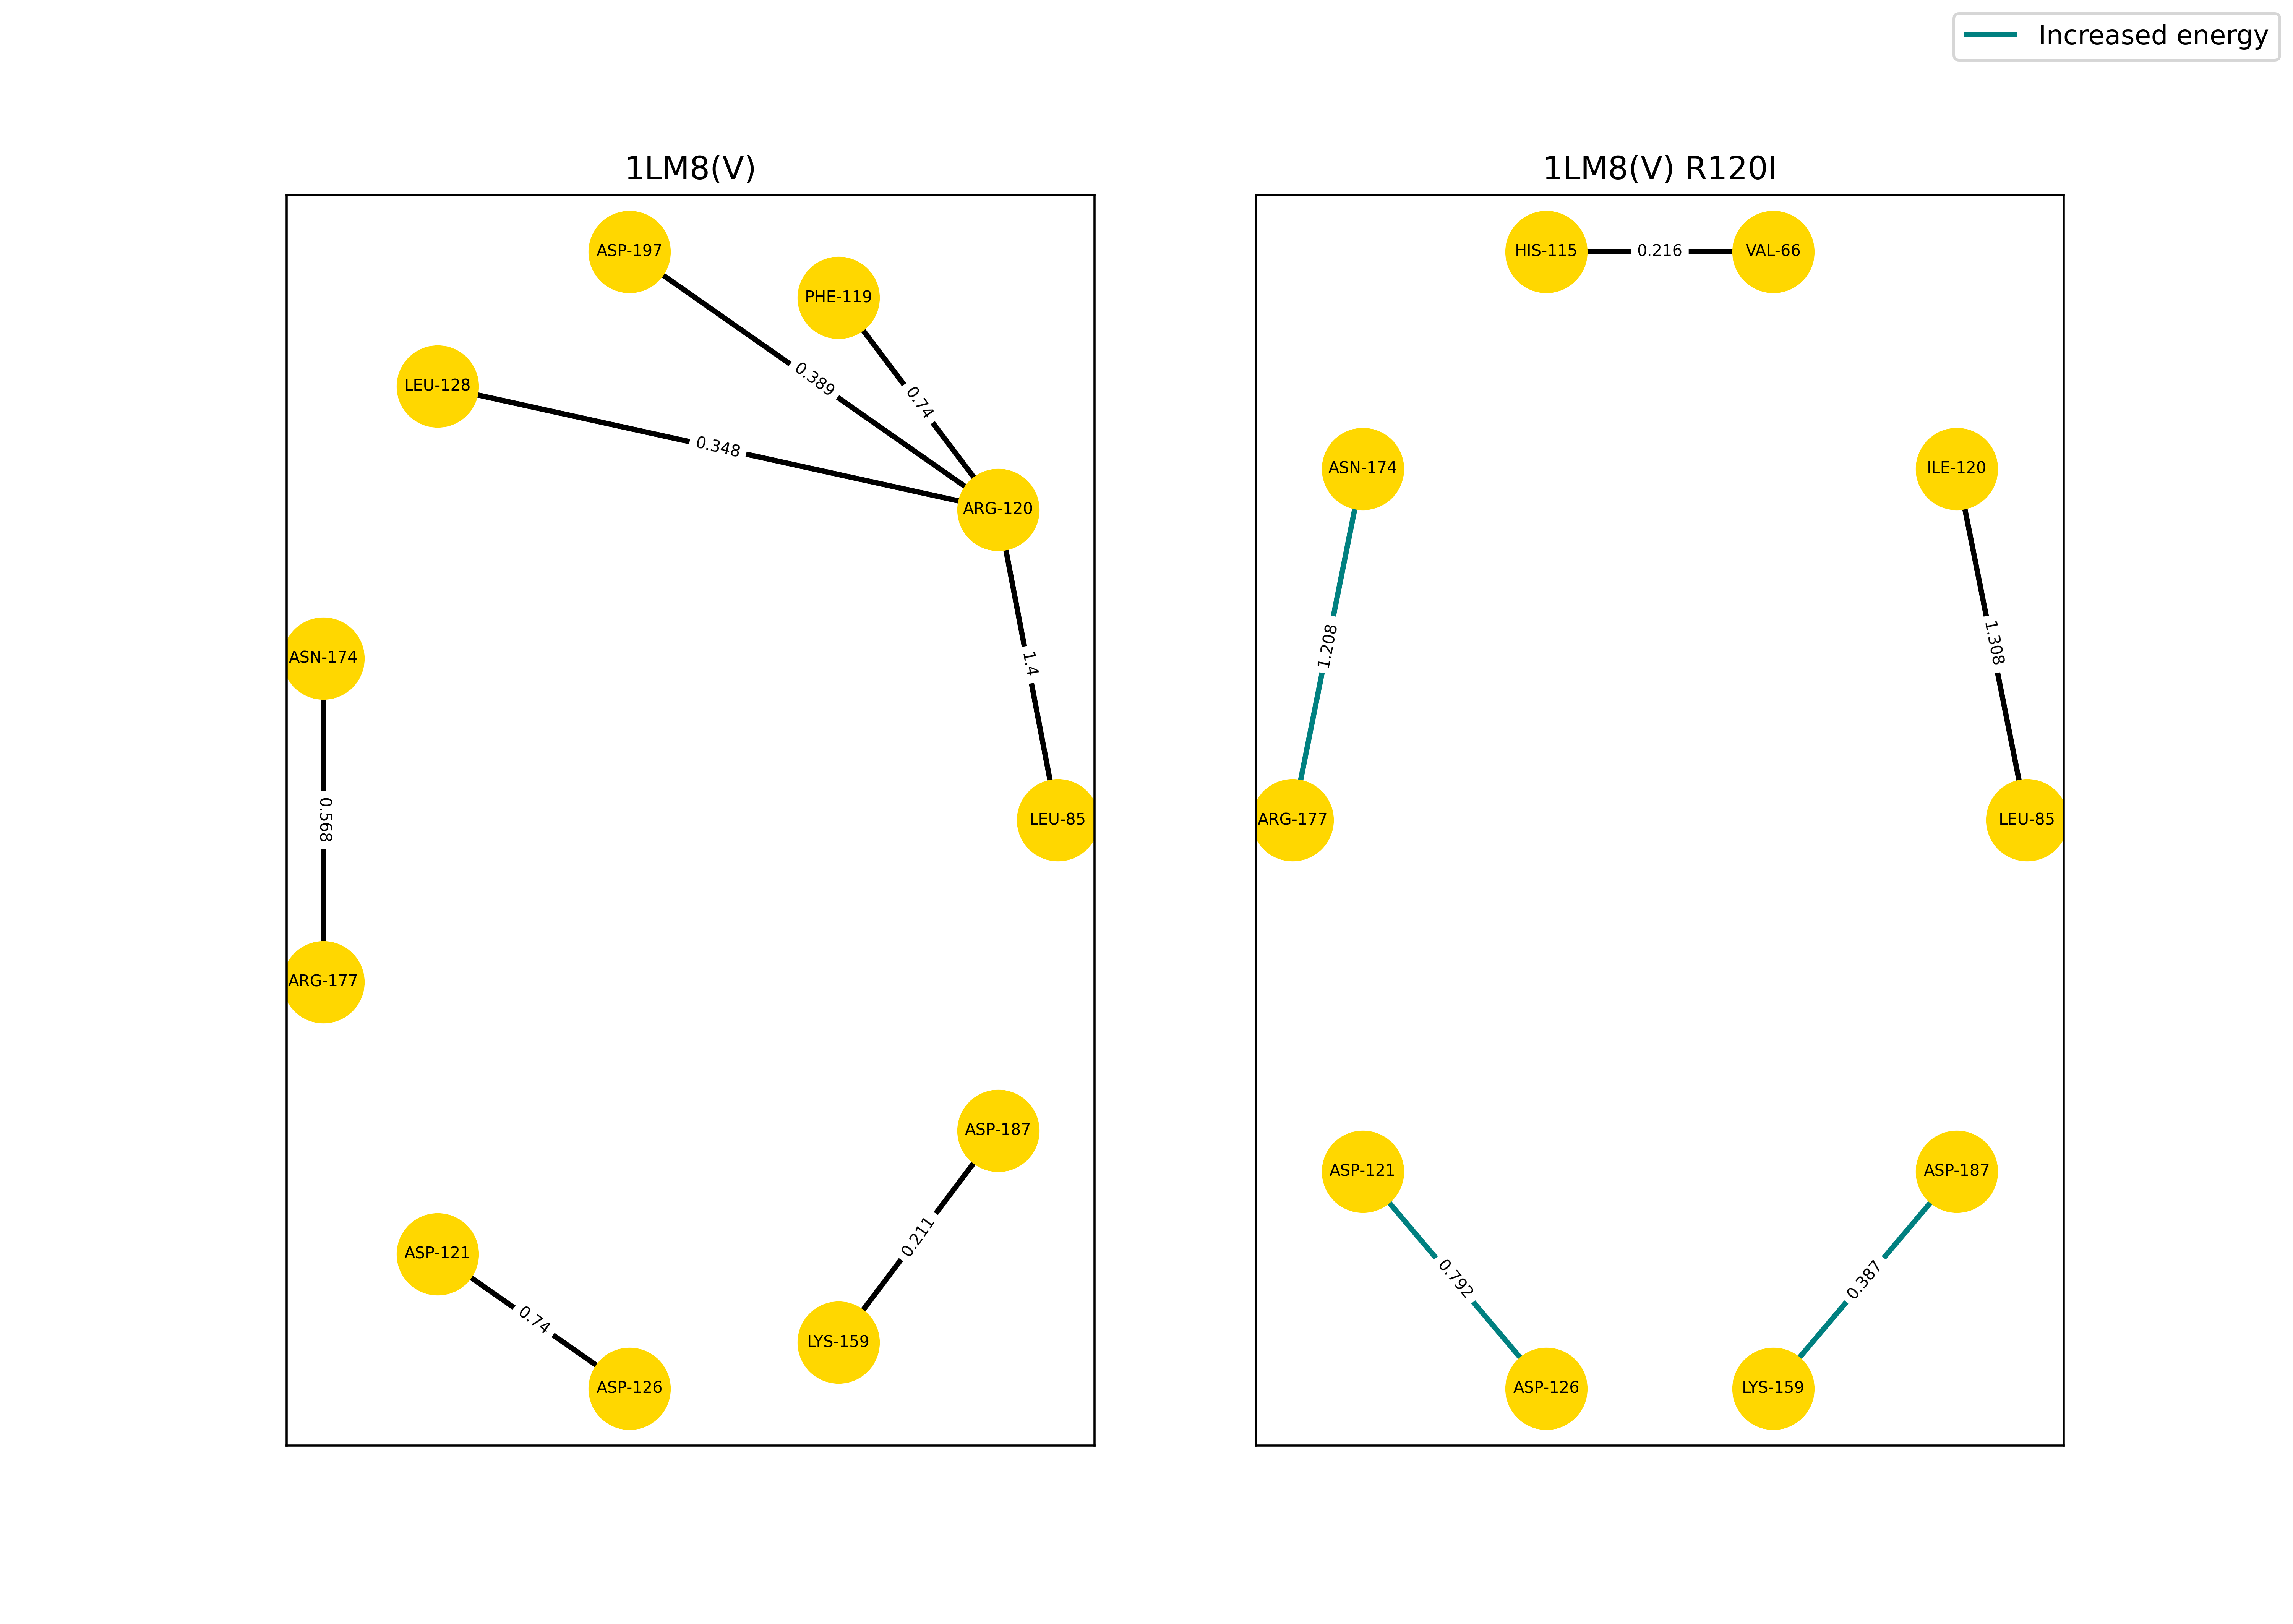 Increased energy
1LM8(V)
ASP-197
PHE-119
LEU-128
0.389
0.74
0.348
ARG-120
ASN-174
1.4
0.568
LEU-85
ARG-177
ASP-187
0.211
ASP-121
0.74
LYS-159
ASP-126
1LM8(V) R120I
HIS-115
0.216
VAL-66
ASN-174
ILE-120
1.208
1.308
ARG-177
LEU-85
ASP-121
ASP-187
0.792
0.387
ASP-126
LYS-159